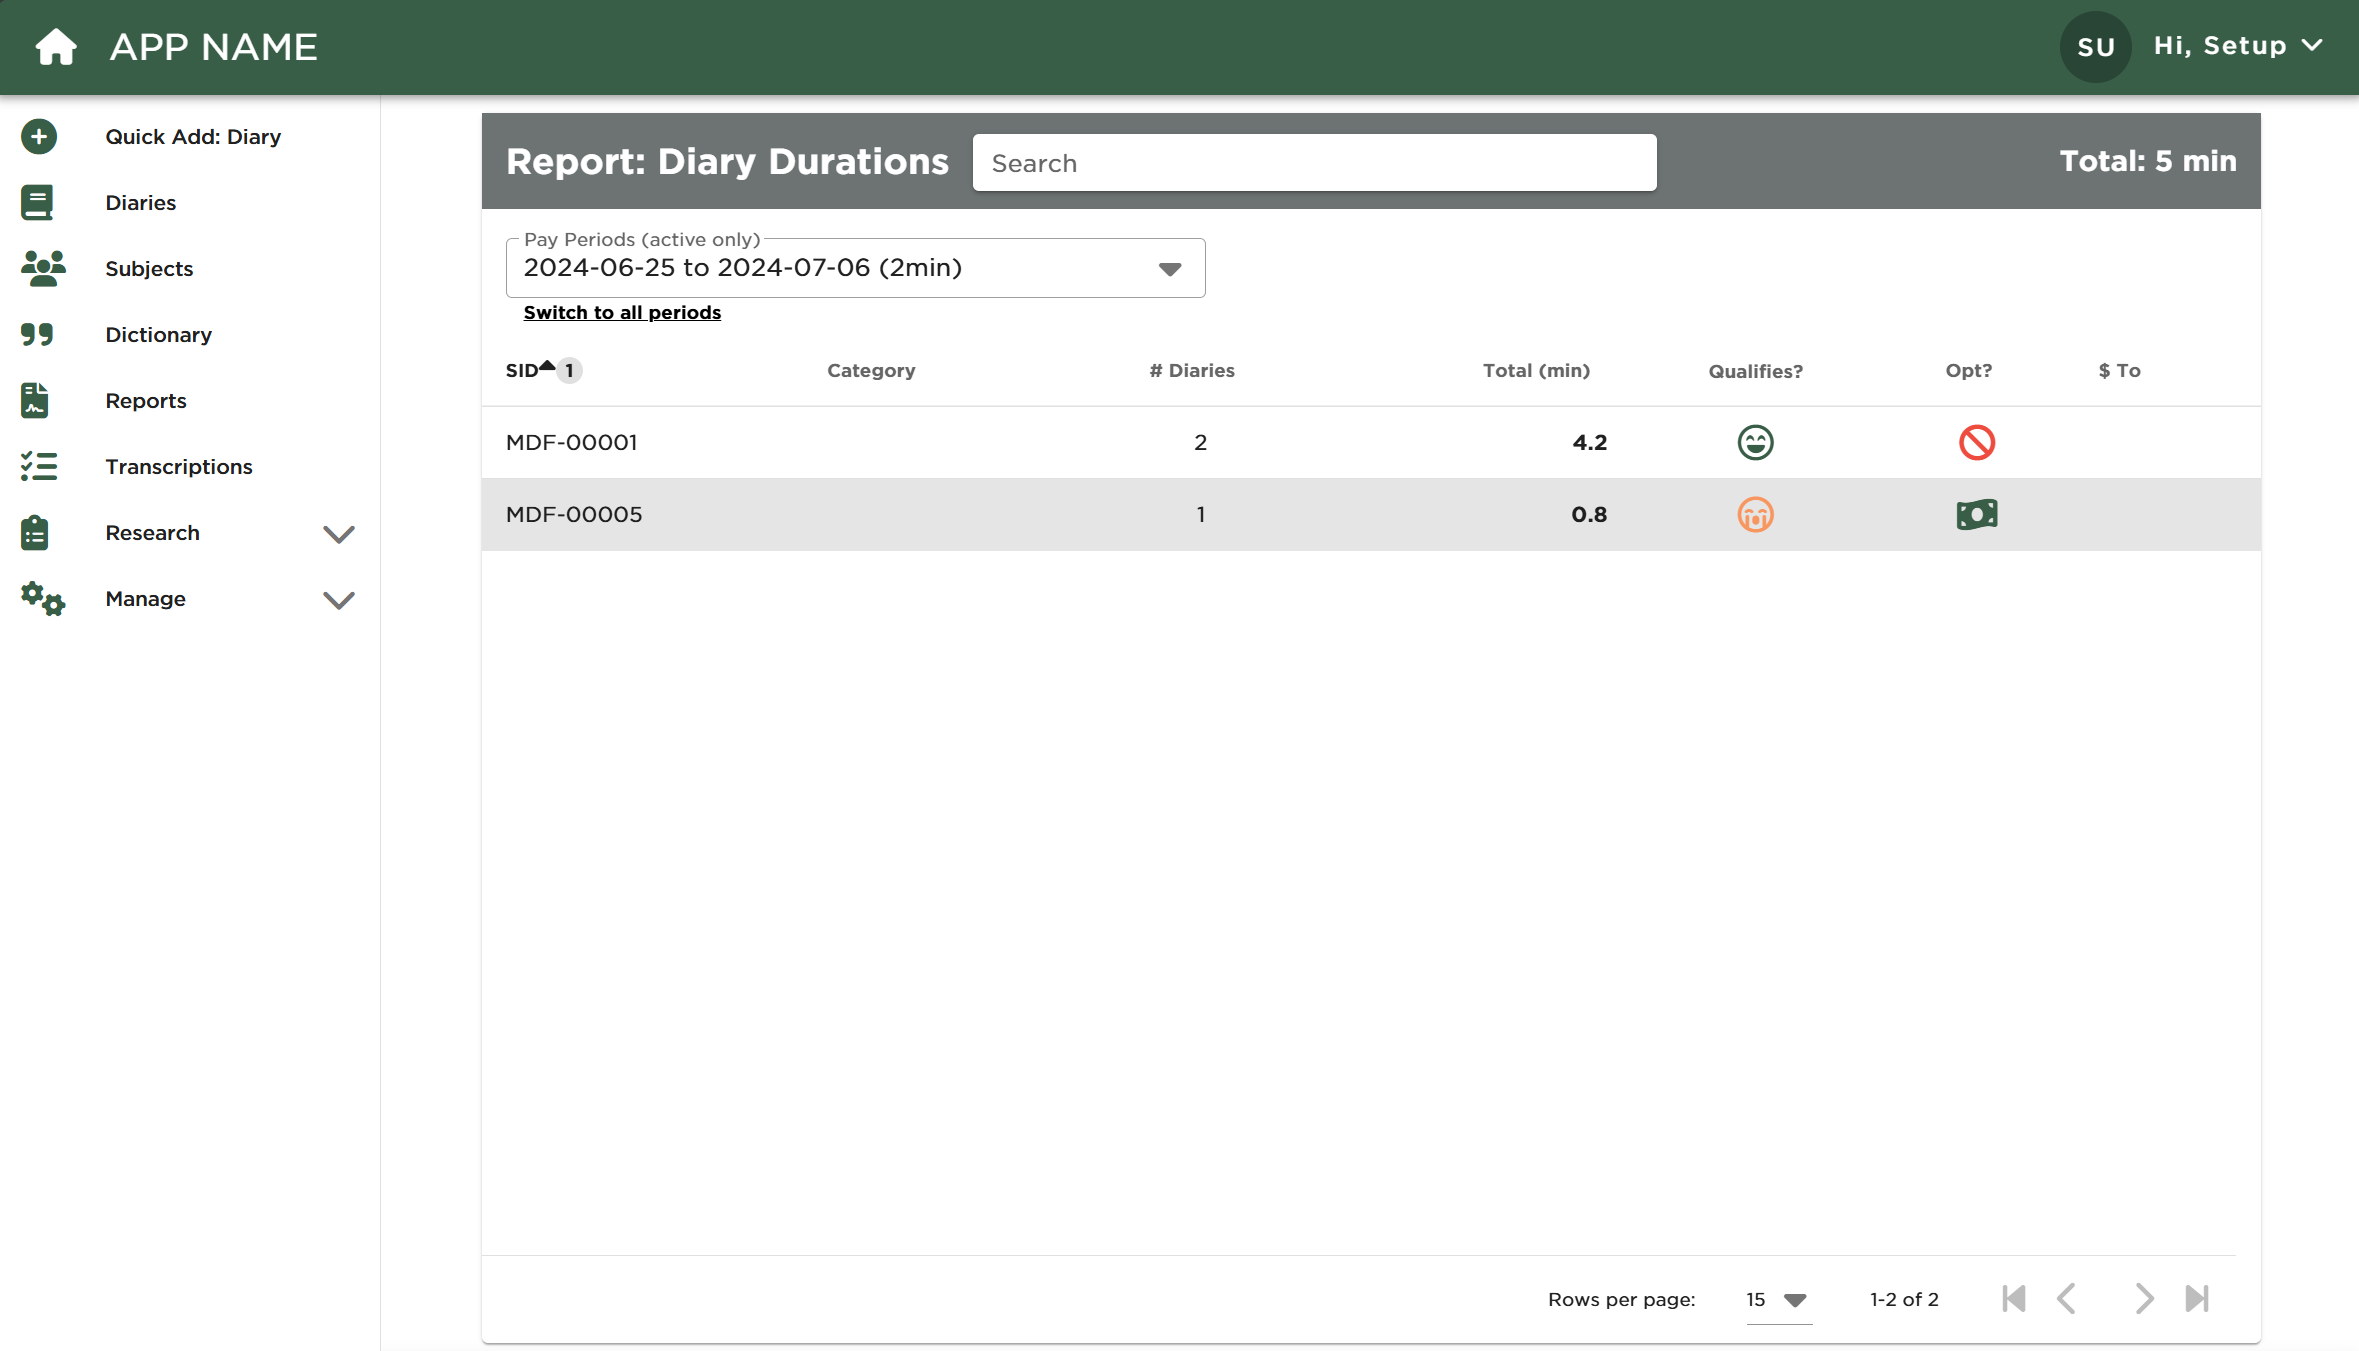 APP NAME
SU
Hi, Setup
Quick Add: Diary
Diaries
Subjects
Dictionary
Reports
Transcriptions
Research
Manage
Report: Diary Durations
Search
Total: 5 min
Pay Periods (active only)
2024-06-25 to 2024-07-06 (2min)
Switch to all periods
SID 1 Category # Diaries Total (min) Qualifies? Opt? $ To
MDF-00001 2 4.2
MDF-00005 1 0.8
Rows per page: 15 1-2 of 2